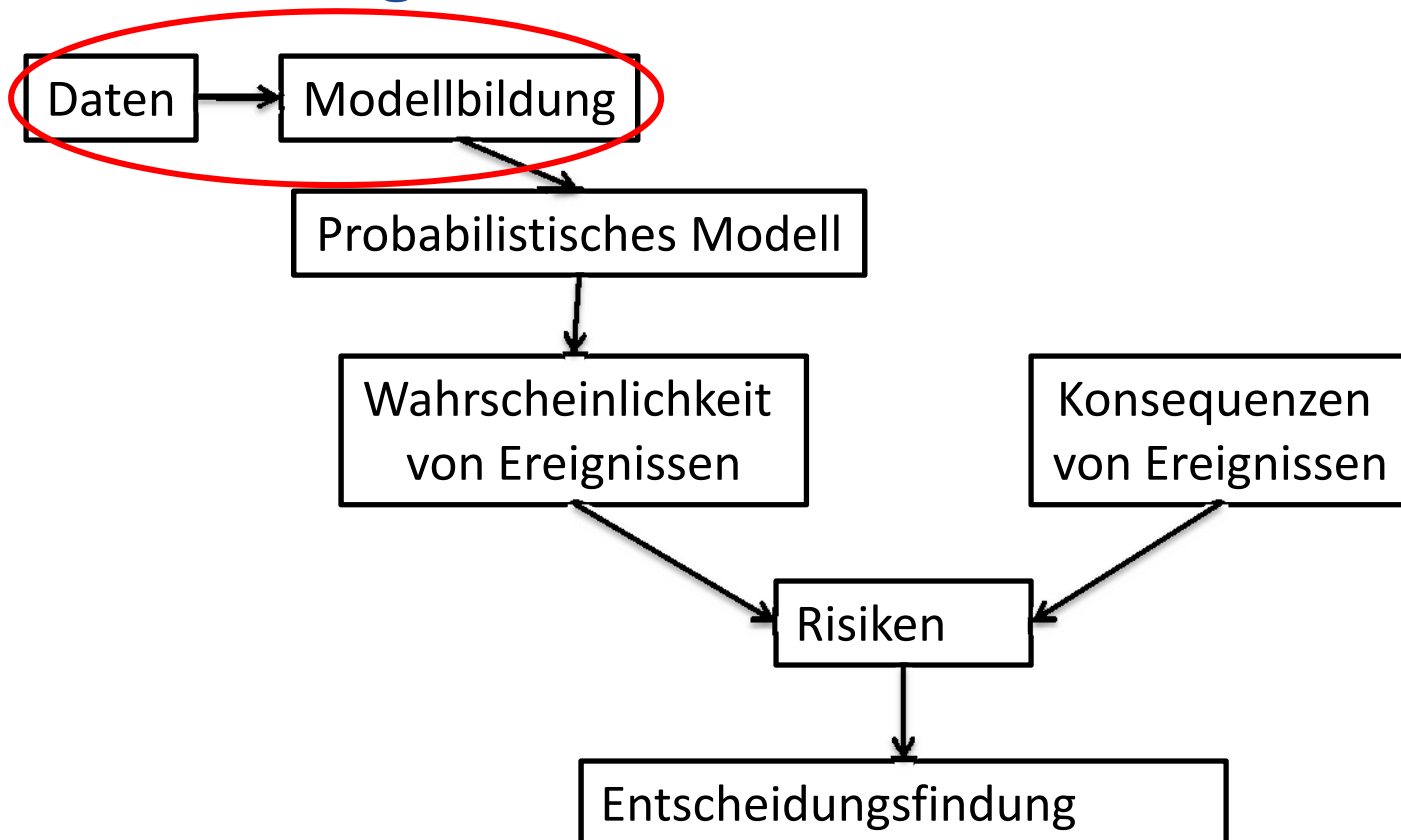 Daten
Modellbildung
Probabilistisches Modell
Wahrscheinlichkeit
von Ereignissen
Konsequenzen
von Ereignissen
Risiken
Entscheidungsfindung